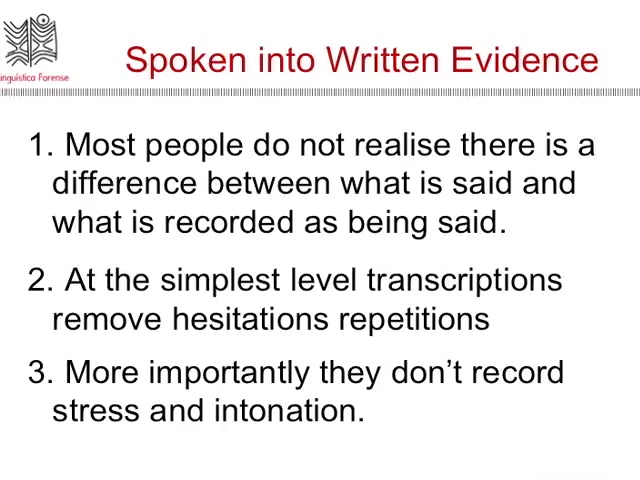 Linguística Forense
Spoken into Written Evidence
1. Most people do not realise there is a
difference between what is said and
what is recorded as being said.
2. At the simplest level transcriptions
remove hesitations repetitions
3. More importantly they don't record
stress and intonation.